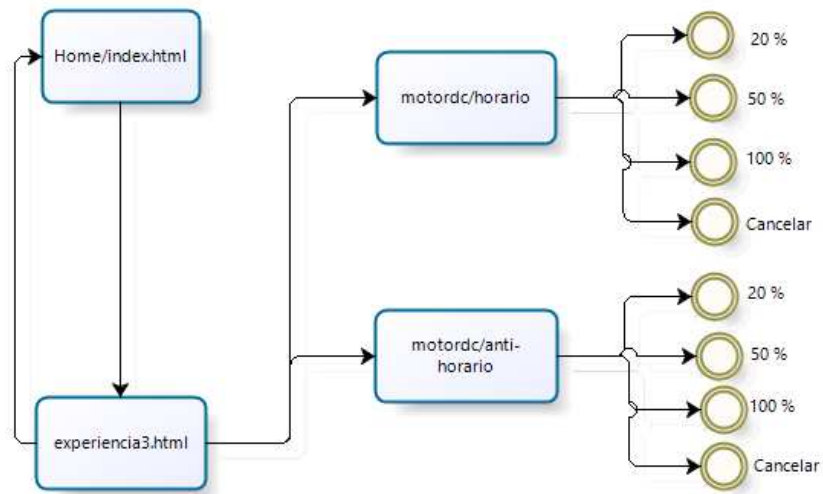 Home/index.html
motordc/horario
20 %
50 %
100 %
Cancelar
motordc/anti-
horario
20 %
50 %
100 %
Cancelar
experiencia3.html